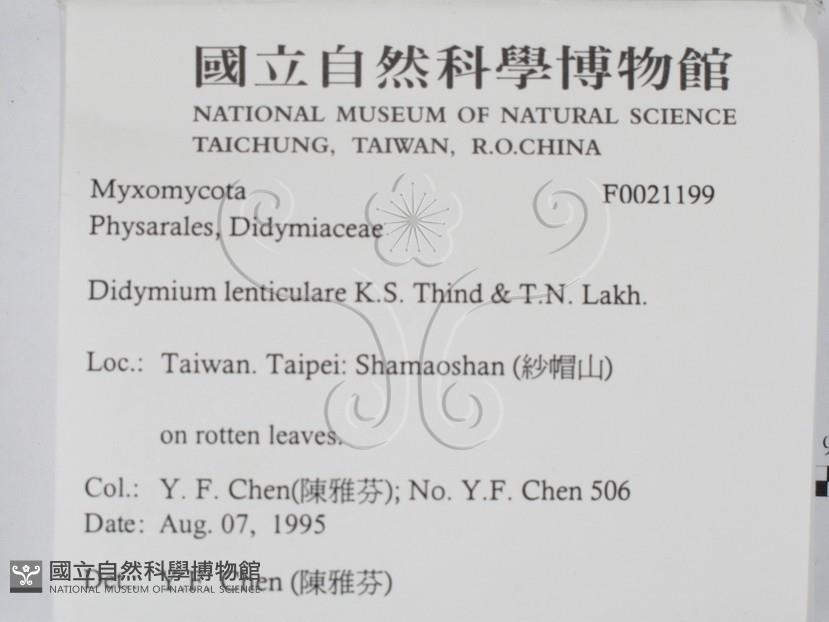 國立自然科學博物館
NATIONAL MUSEUM OF NATURAL SCIENCE
TAICHUNG, TAIWAN, R.O.CHINA
Myxomycota F0021199
Physarales, Didymiaceae
Didymium lenticulare K.S. Thind & T.N. Lakh.
Loc.: Taiwan. Taipei: Shamaoshan (紗帽山)
on rotten leaves.
Col.: Y. F. Chen(陳雅芬); No. Y.F. Chen 506
Date: Aug. 07, 1995
Det.: Y. F. Chen (陳雅芬)
國立自然科學博物館
NATIONAL MUSEUM OF NATURAL SCIENCE